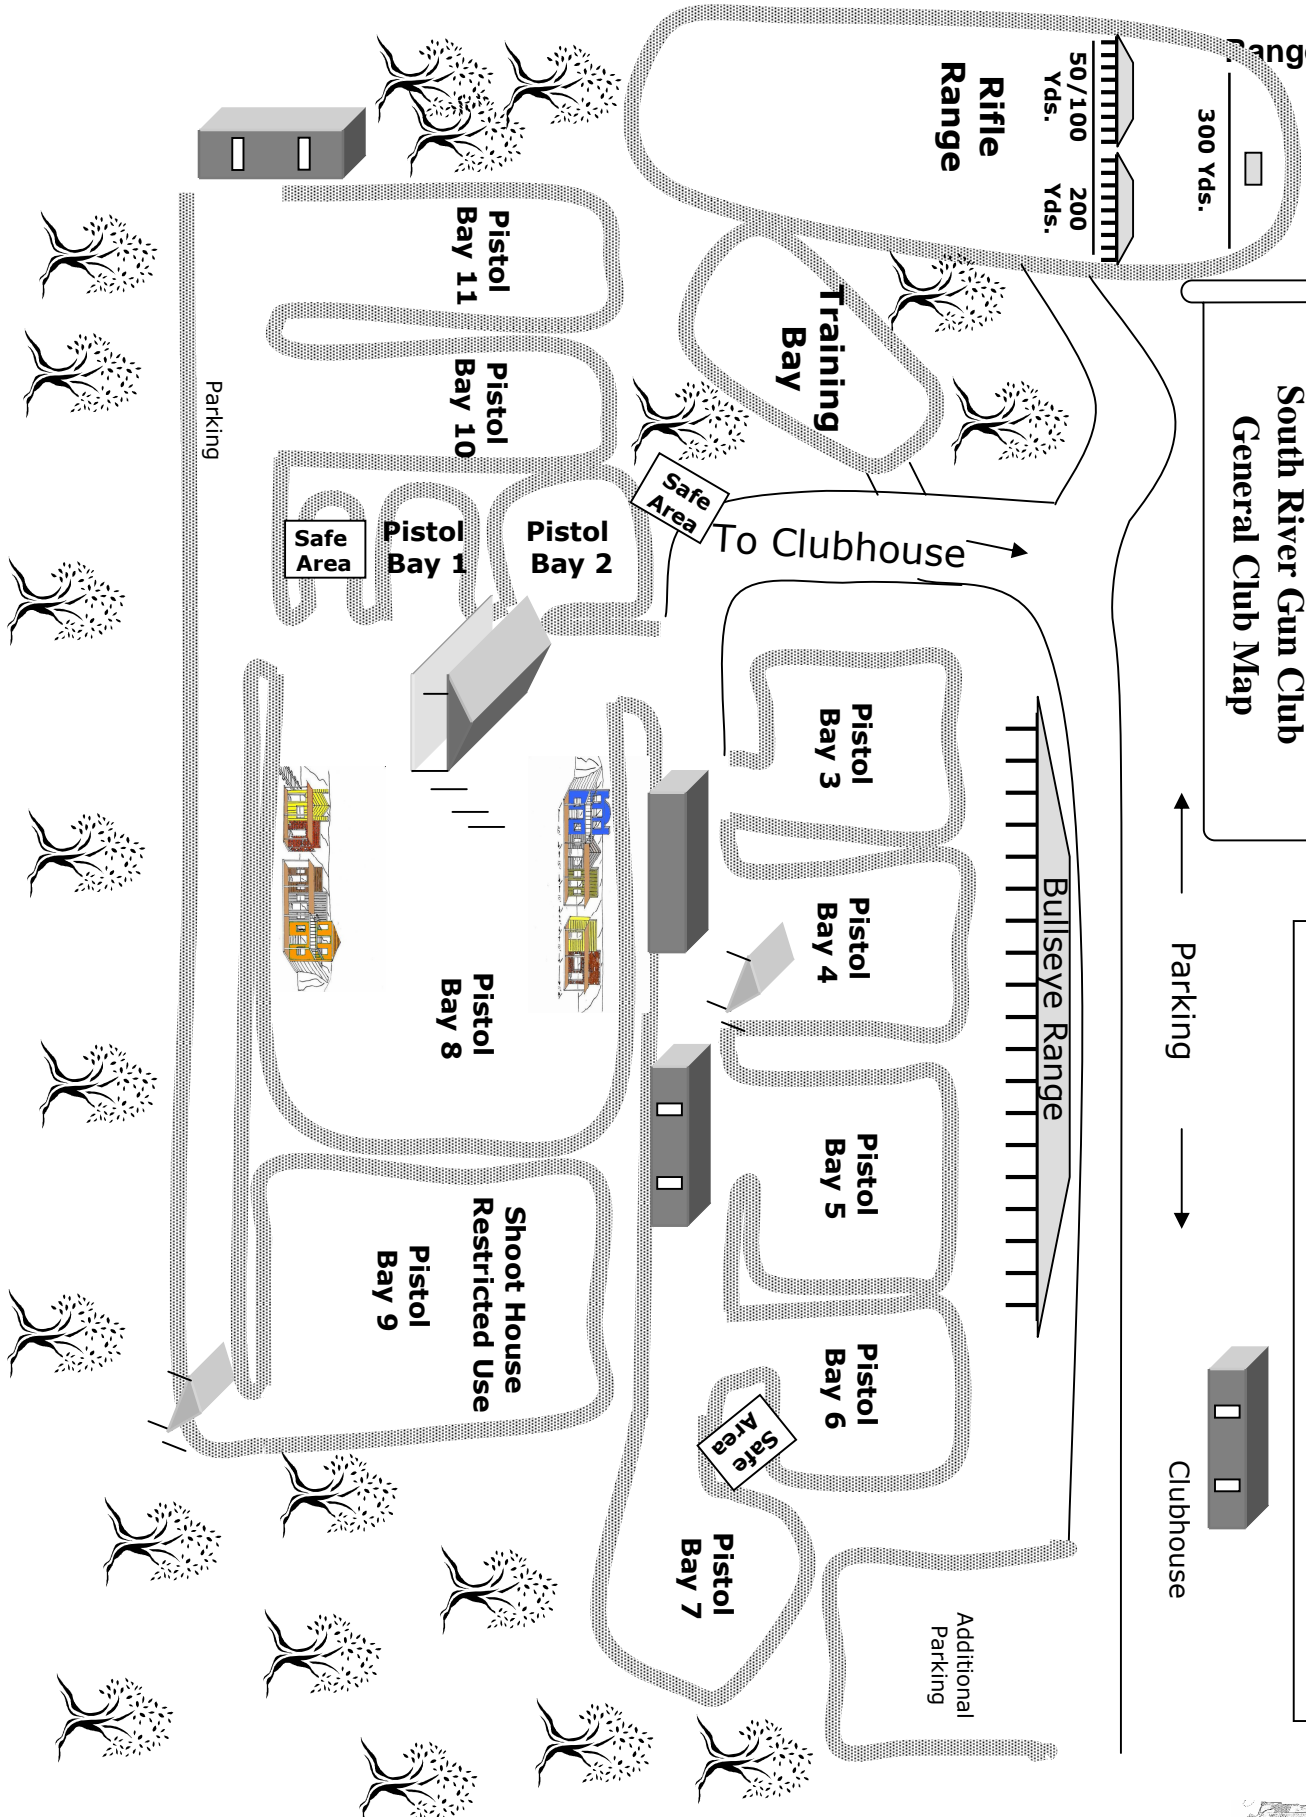 South River Gun Club
General Club Map
300 Yds.
50/100
Yds.
200
Yds.
Rifle
Range
Training
Bay
Pistol
Bay 11
Pistol
Bay 10
Parking
Safe
Area
Pistol
Bay 1
Pistol
Bay 2
Safe
Area
To Clubhouse
Pistol
Bay 3
Pistol
Bay 4
Bullseye Range
Parking
Pistol
Bay 8
Pistol
Bay 5
Shoot House
Restricted Use
Pistol
Bay 9
Pistol
Bay 6
Safe
Area
Clubhouse
Pistol
Bay 7
Additional
Parking